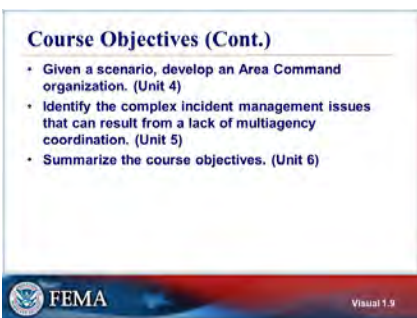 Course Objectives (Cont.)
• Given a scenario, develop an Area Command
organization. (Unit 4)
• Identify the complex incident management issues
that can result from a lack of multiagency
coordination. (Unit 5)
• Summarize the course objectives. (Unit 6)
FEMA
Visual 1.9